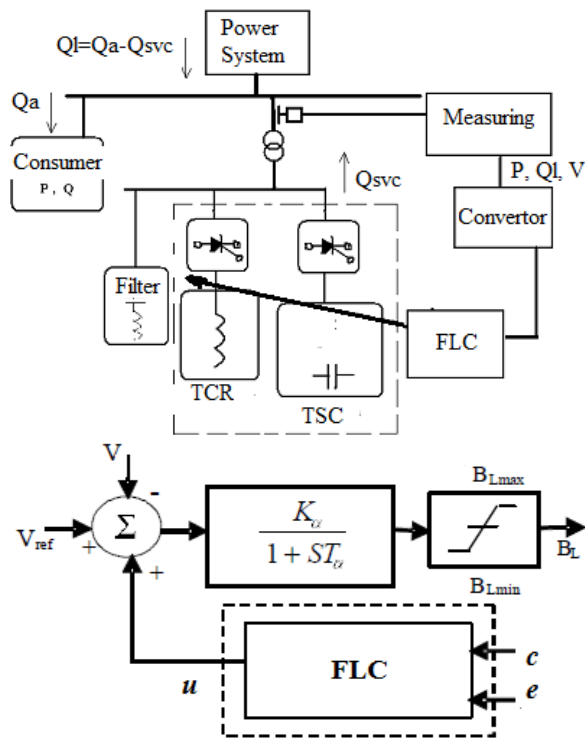 Power
System
Ql=Qa-Qsvc
Qa
Consumer
P , Q
Measuring
P, Ql, V
Convertor
Qsvc
Filter
FLC
TCR
TSC
V
-
Vref
+
Σ
+
Kα
1 + STα
BLmax
BL
BLmin
FLC
u
c
e